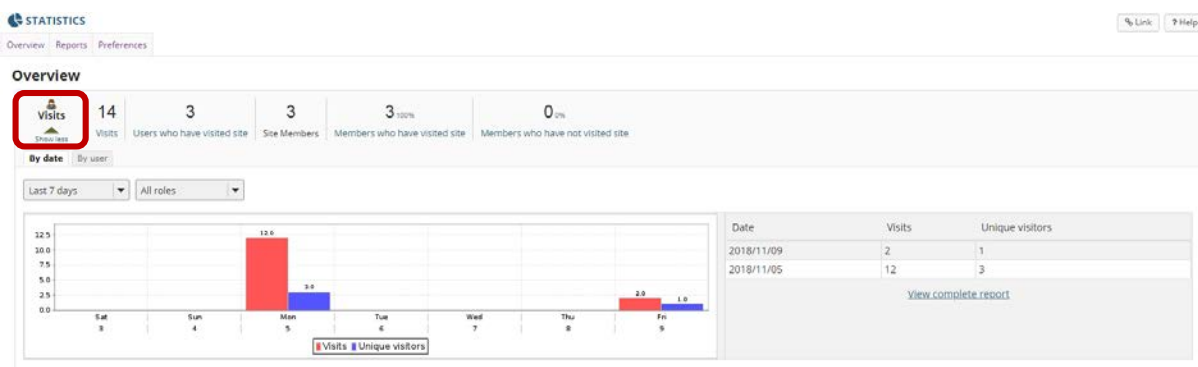 STATISTICS
Link ? Help
Overview Reports Preferences
Overview
Visits
Show less
14
Visits
3
Users who have visited site
3
Site Members
3 100%
Members who have visited site
0 0%
Members who have not visited site
By date By user
Last 7 days All roles
12.5
10.0
7.5
5.0
2.5
0.0
12.0
3.0
2.0
1.0
Sat Sun Mon Tue Wed Thu Fri
3 4 5 6 7 8 9
Visits Unique visitors
Date Visits Unique visitors
2018/11/09 2 1
2018/11/05 12 3
View complete report